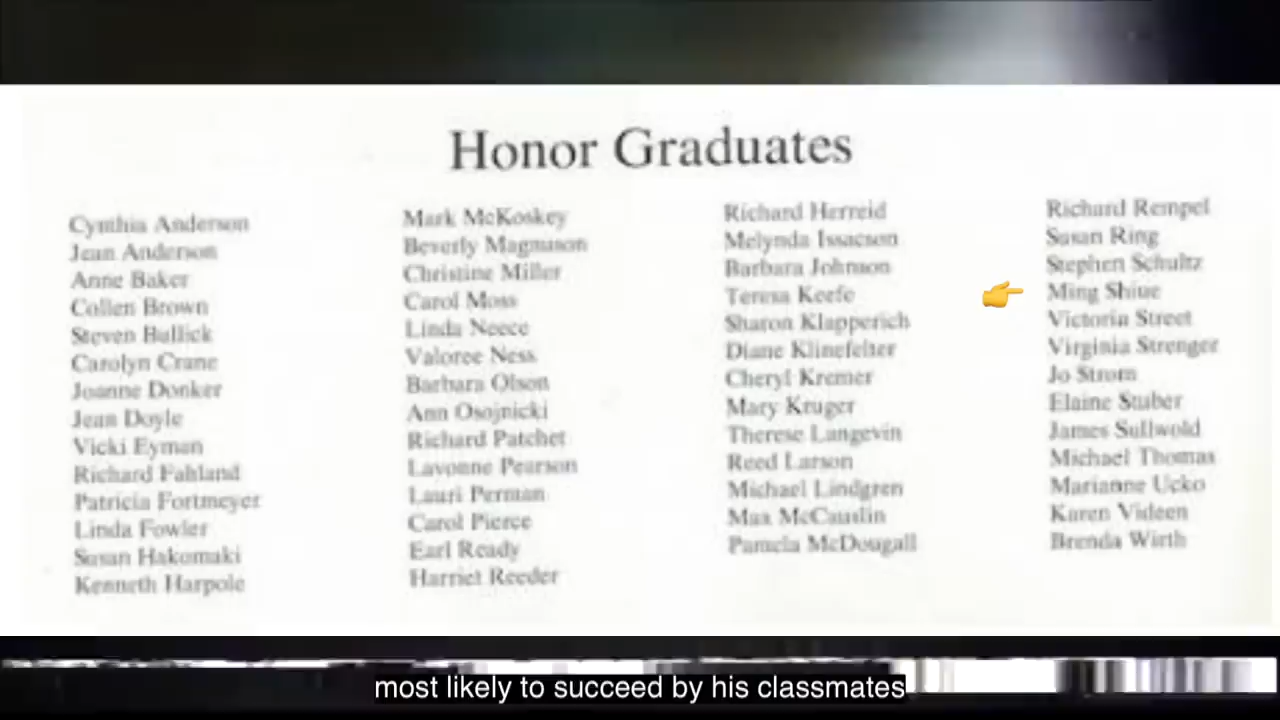 Honor Graduates
Cynthia Anderson
Jean Anderson
Anne Baker
Collen Brown
Steven Bullick
Carolyn Crane
Joanne Donker
Jean Doyle
Vicki Eyman
Richard Fahland
Patricia Fortmeyer
Linda Fowler
Susan Hakomaki
Kenneth Harpole
Mark McKoskey
Beverly Magnuson
Christine Miller
Carol Moss
Linda Neece
Valoree Ness
Barbara Olson
Ann Osojnicki
Richard Patchet
Lavonne Pearson
Lauri Perman
Carol Pierce
Earl Ready
Harriet Reeder
Richard Herreid
Melynda Issacson
Barbara Johnson
Teresa Keefe
Sharon Klapperich
Diane Klinefelter
Cheryl Kremer
Mary Kruger
Therese Langevin
Reed Larson
Michael Lindgren
Max McCauslin
Pamela McDougall
Richard Rempel
Susan Ring
Stephen Schultz
Ming Shiue
Victoria Street
Virginia Strenger
Jo Strom
Elaine Stuber
James Sullwold
Michael Thomas
Marianne Ucko
Karen Videen
Brenda Wirth
most likely to succeed by his classmates